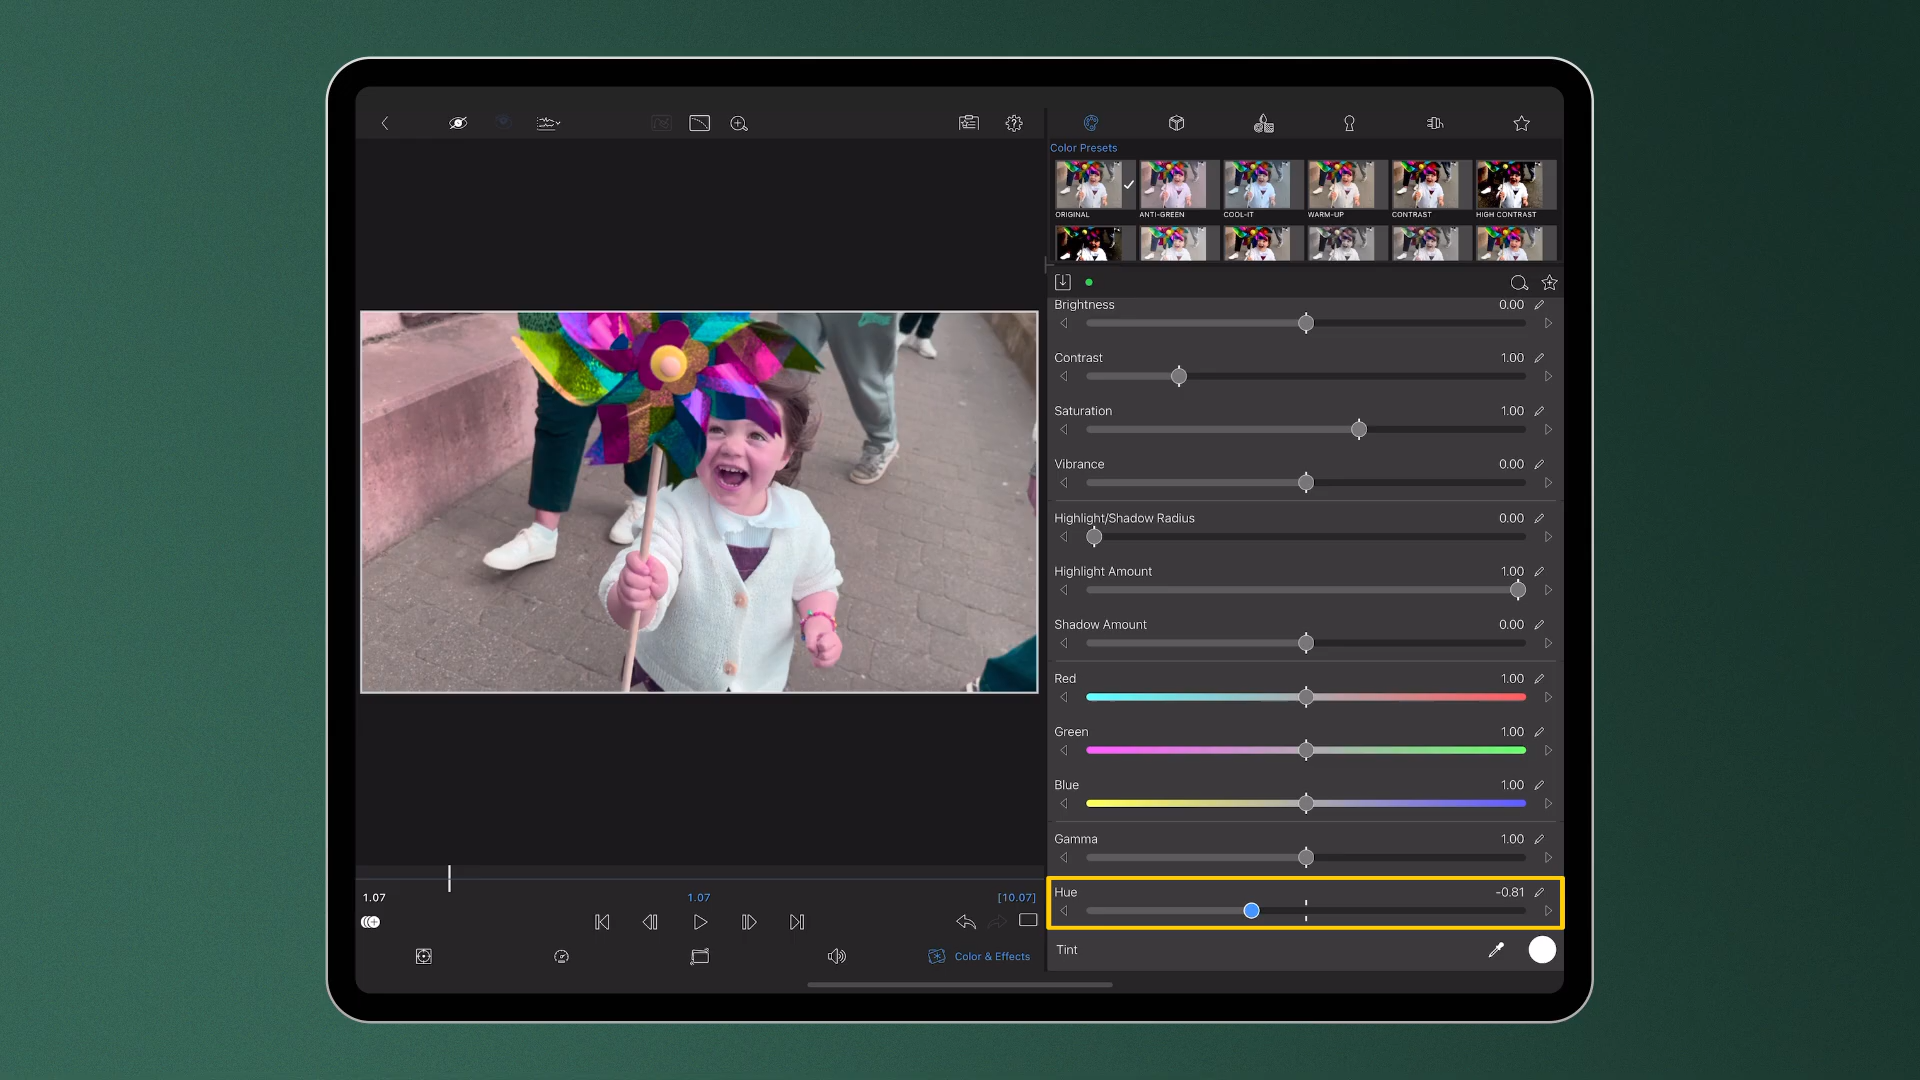 Color Presets
ORIGINAL ANTI-GREEN COOL-IT WARM-UP CONTRAST HIGH CONTRAST
Brightness 0.00
Contrast 1.00
Saturation 1.00
Vibrance 0.00
Highlight/Shadow Radius 0.00
Highlight Amount 1.00
Shadow Amount 0.00
Red 1.00
Green 1.00
Blue 1.00
Gamma 1.00
Hue -0.81
Tint
1.07 1.07 [10.07]
Color & Effects